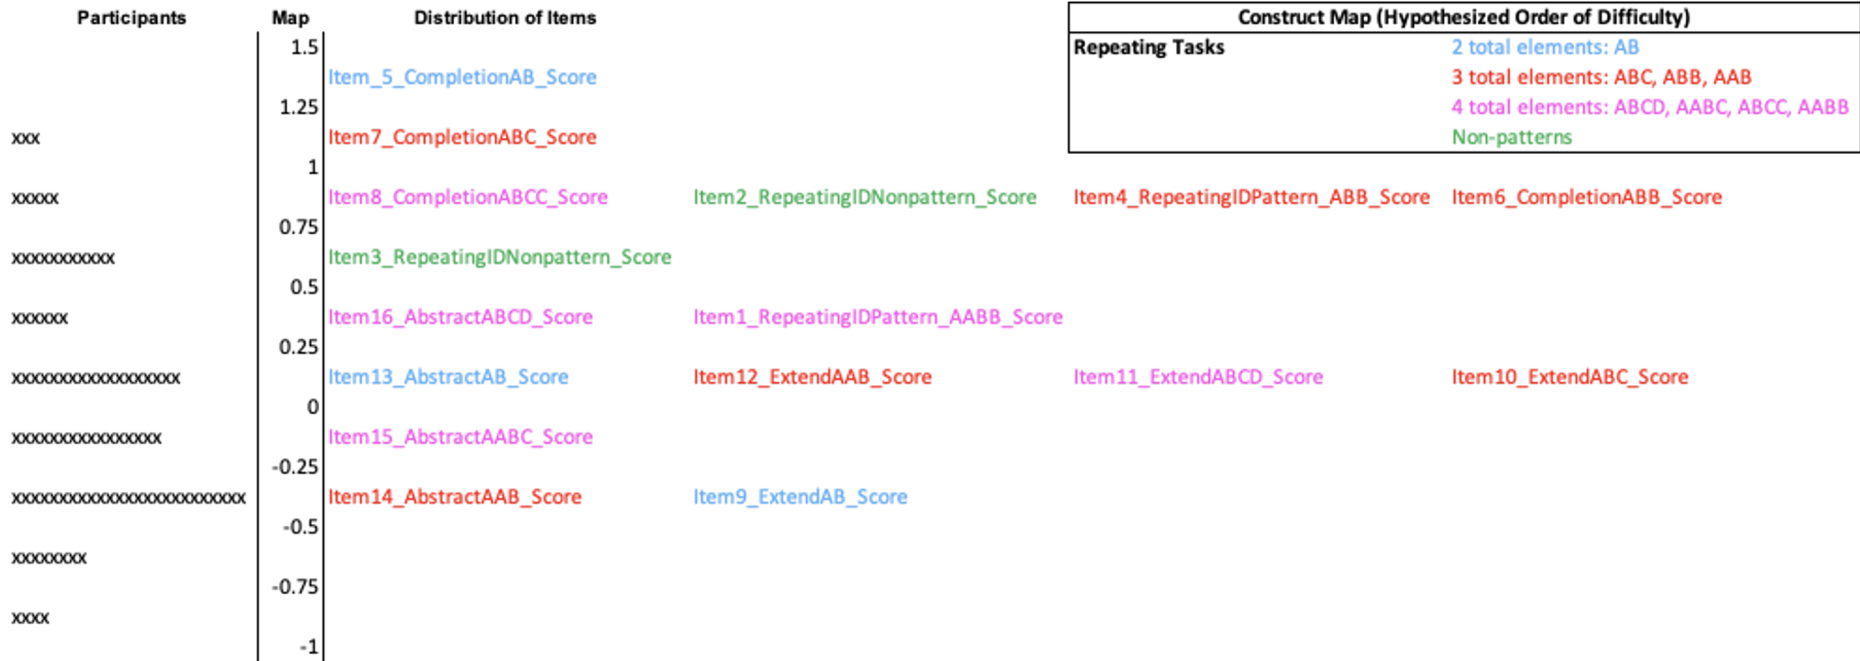 Participants Map Distribution of Items Construct Map (Hypothesized Order of Difficulty)
1.5 Repeating Tasks 2 total elements: AB
Item_5_CompletionAB_Score 3 total elements: ABC, ABB, AAB
1.25 4 total elements: ABCD, AABC, ABCC, AABB
xxx Item7_CompletionABC_Score Non-patterns
1
xxxxx Item8_CompletionABCC_Score Item2_RepeatingIDNonpattern_Score Item4_RepeatingIDPattern_ABB_Score Item6_CompletionABB_Score
0.75
xxxxxxxxxxx Item3_RepeatingIDNonpattern_Score
0.5
xxxxxx Item16_AbstractABCD_Score Item1_RepeatingIDPattern_AABB_Score
0.25
xxxxxxxxxxxxxxxxxx Item13_AbstractAB_Score Item12_ExtendAAB_Score Item11_ExtendABCD_Score Item10_ExtendABC_Score
0
xxxxxxxxxxxxxxxx Item15_AbstractAABC_Score
-0.25
xxxxxxxxxxxxxxxxxxxxxxxxx Item14_AbstractAAB_Score Item9_ExtendAB_Score
-0.5
xxxxxxxx
-0.75
xxxx
-1